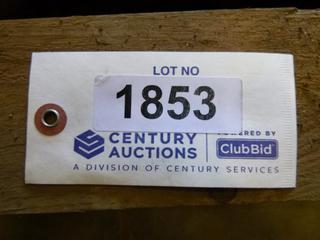 LOT NO
1853
CENTURY AUCTIONS
POWERED BY
ClubBid
A DIVISION OF CENTURY SERVICES